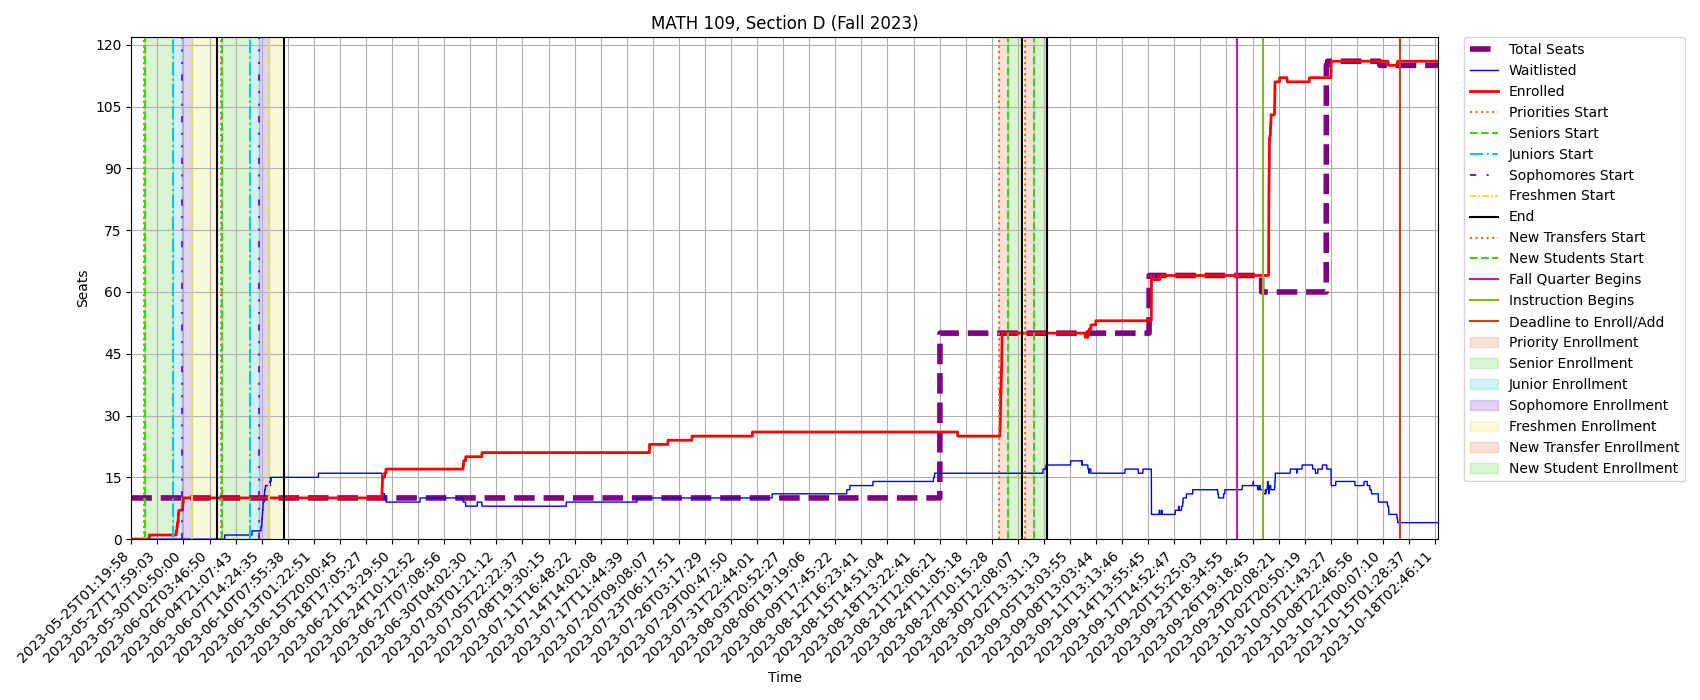 MATH 109, Section D (Fall 2023)
Seats
120
105
90
75
60
45
30
15
0
2023-05-25T01:19:58
2023-05-27T17:59:03
2023-05-30T10:50:00
2023-06-02T03:46:50
2023-06-04T21:07:43
2023-06-07T14:24:35
2023-06-10T07:55:38
2023-06-13T01:22:51
2023-06-15T20:00:45
2023-06-18T17:05:27
2023-06-21T13:29:50
2023-06-24T10:12:52
2023-06-27T07:08:56
2023-06-30T04:02:30
2023-07-03T01:21:12
2023-07-05T22:22:37
2023-07-08T19:30:15
2023-07-11T16:48:22
2023-07-14T14:02:08
2023-07-17T11:44:39
2023-07-20T09:08:07
2023-07-23T06:17:51
2023-07-26T03:17:29
2023-07-29T00:47:50
2023-07-31T22:44:01
2023-08-03T20:52:27
2023-08-06T19:19:06
2023-08-09T17:45:22
2023-08-12T16:23:41
2023-08-15T14:51:04
2023-08-18T13:22:41
2023-08-21T12:06:21
2023-08-24T11:05:18
2023-08-27T10:15:28
2023-08-30T12:08:07
2023-09-02T13:31:13
2023-09-05T13:03:55
2023-09-08T13:03:44
2023-09-11T13:13:46
2023-09-14T13:55:45
2023-09-17T14:52:47
2023-09-20T15:25:03
2023-09-23T18:34:55
2023-09-26T19:18:45
2023-09-29T20:08:21
2023-10-02T20:50:19
2023-10-05T21:43:27
2023-10-08T22:46:56
2023-10-12T00:07:10
2023-10-15T01:28:37
2023-10-18T02:46:11
Time
Total Seats
Waitlisted
Enrolled
Priorities Start
Seniors Start
Juniors Start
Sophomores Start
Freshmen Start
End
New Transfers Start
New Students Start
Fall Quarter Begins
Instruction Begins
Deadline to Enroll/Add
Priority Enrollment
Senior Enrollment
Junior Enrollment
Sophomore Enrollment
Freshmen Enrollment
New Transfer Enrollment
New Student Enrollment